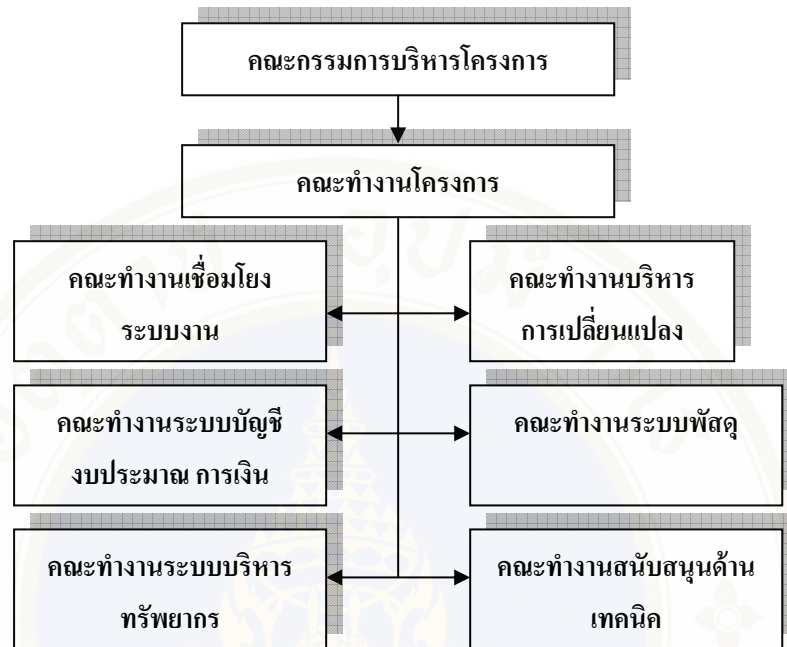 คณะกรรมการบริหารโครงการ
คณะทำงานโครงการ
คณะทำงานเชื่อมโยง
ระบบงาน
คณะทำงานบริหาร
การเปลี่ยนแปลง
คณะทำงานระบบบัญชี
งบประมาณ การเงิน
คณะทำงานระบบพัสดุ
คณะทำงานระบบบริหาร
ทรัพยากร
คณะทำงานสนับสนุนด้าน
เทคนิค